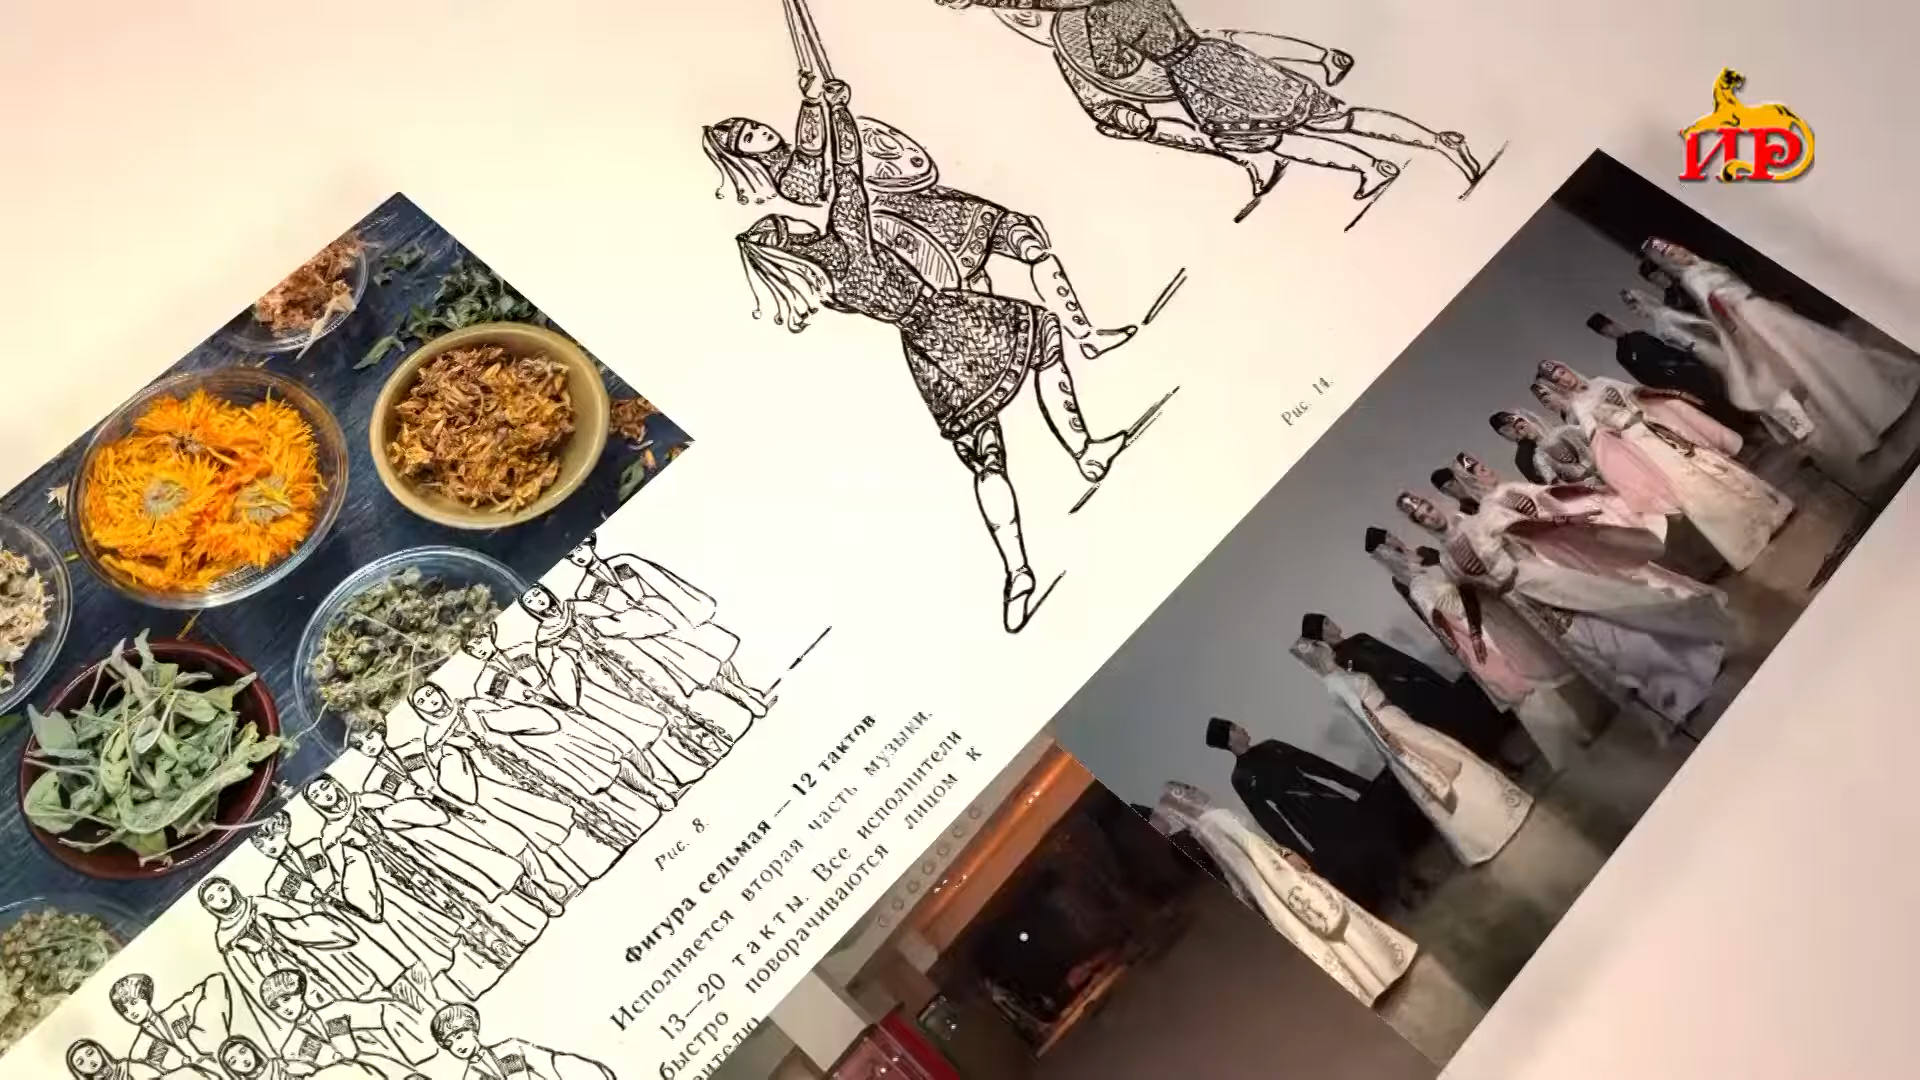 ИР
Рис. 14.
Рис. 8.
Фигура седьмая — 12 тактов
Исполняется вторая часть музыки.
13—20 такты. Все исполнители
быстро поворачиваются лицом к